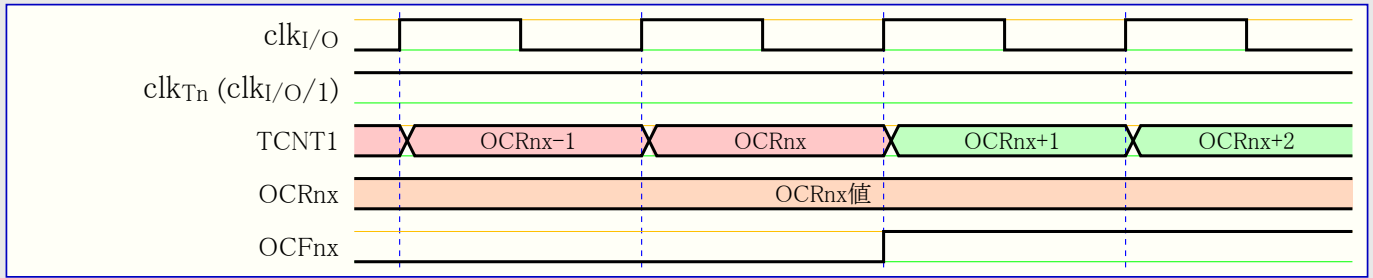 clkI/O
clkTn (clkI/O/1)
TCNT1 OCRnx-1 OCRnx OCRnx+1 OCRnx+2
OCRnx OCRnx値
OCFnx